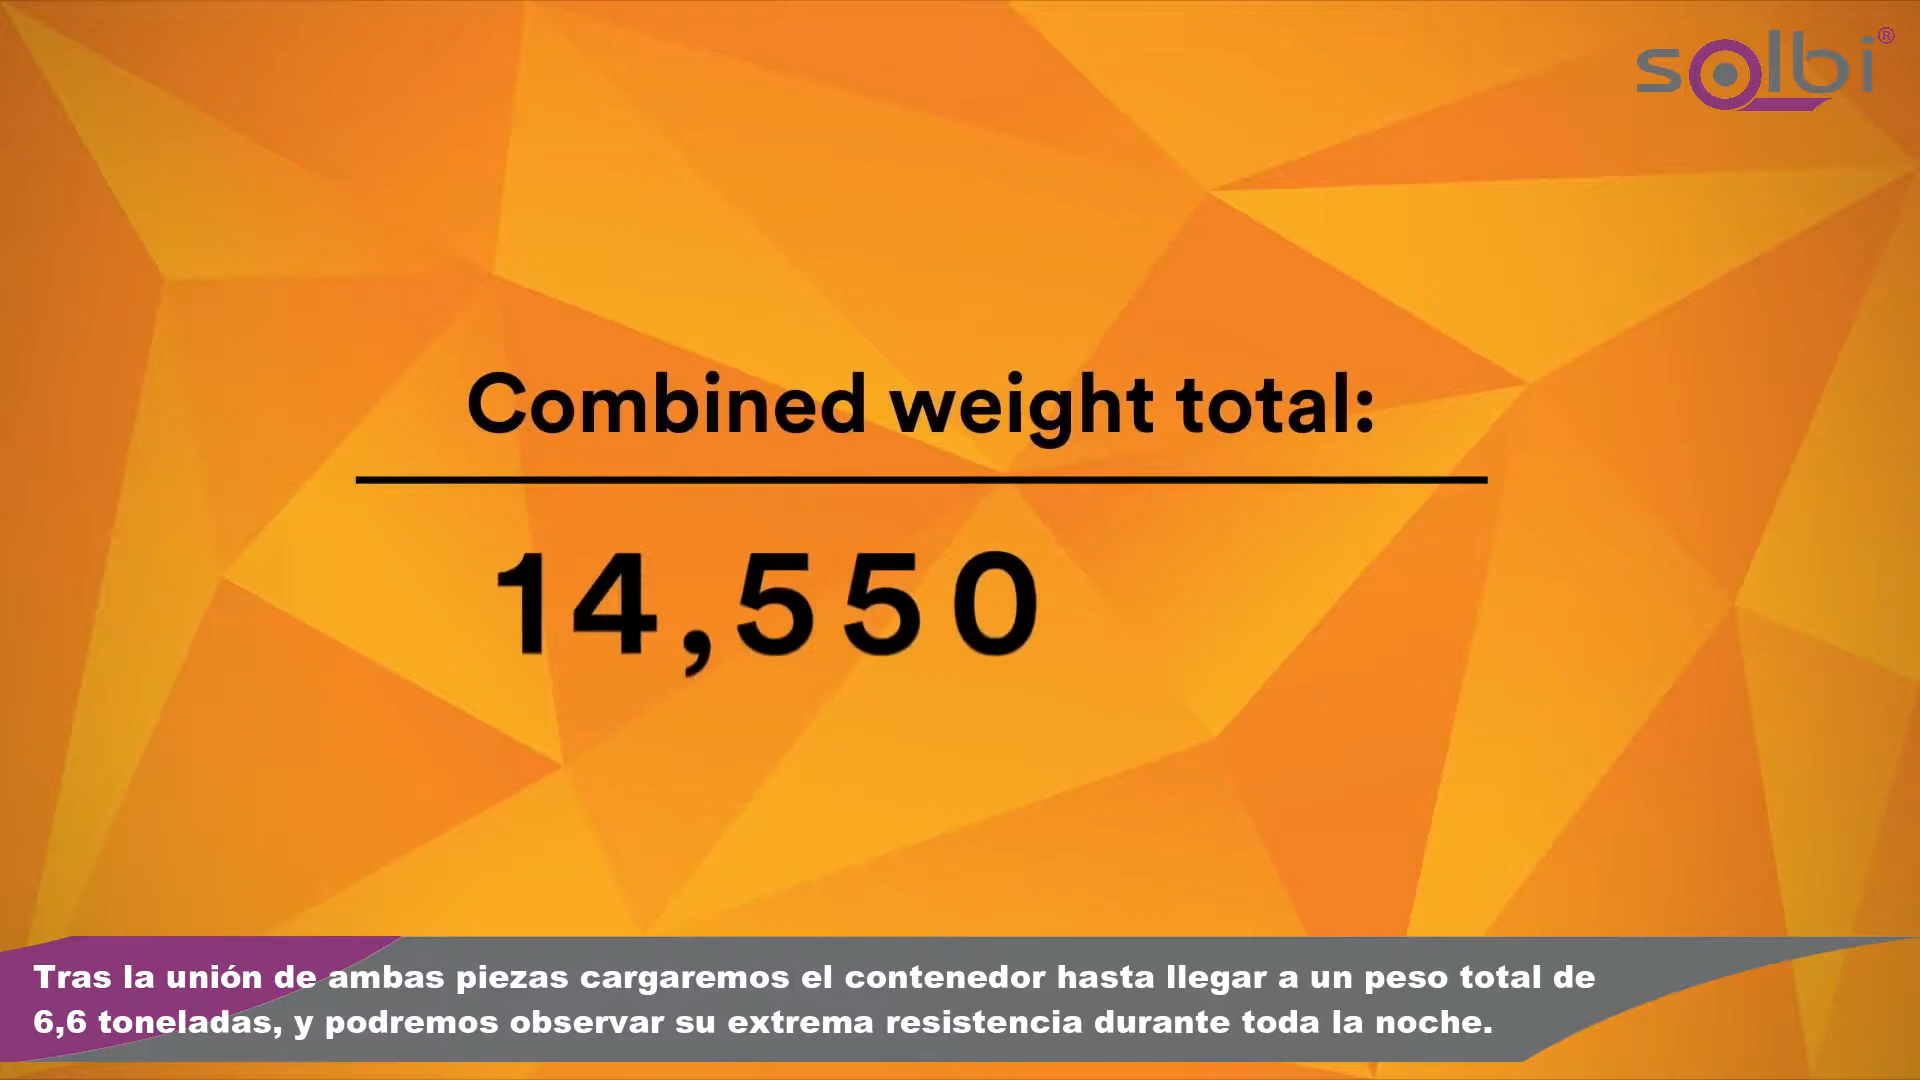 solbi®
Combined weight total:
14,550
Tras la unión de ambas piezas cargaremos el contenedor hasta llegar a un peso total de
6,6 toneladas, y podremos observar su extrema resistencia durante toda la noche.